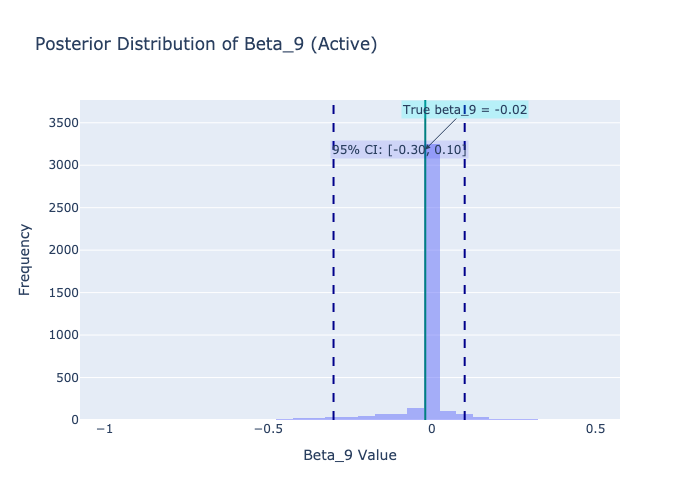 Posterior Distribution of Beta_9 (Active)
True beta_9 = -0.02
95% CI: [-0.30, 0.10]
3500
3000
2500
2000
1500
1000
500
0
Frequency
−1
−0.5
0
0.5
Beta_9 Value